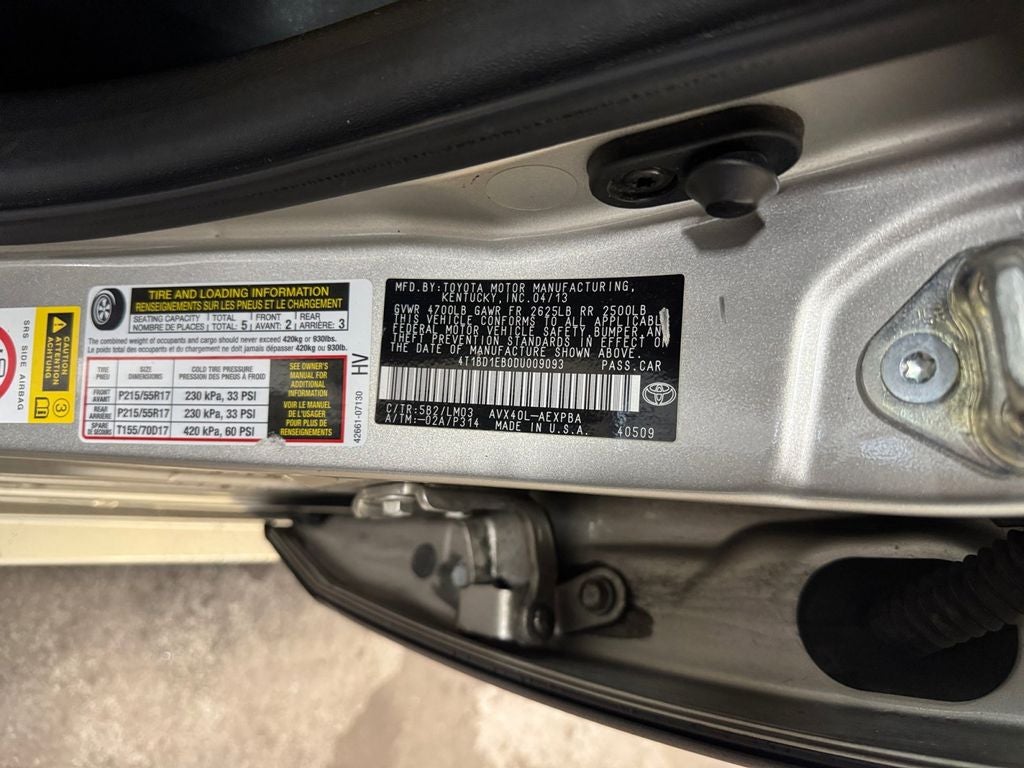 SRS SIDE AIRBAG
CAUTION
ATTENTION
ACHTUNG
3
TIRE AND LOADING INFORMATION
RENSEIGNEMENTS SUR LES PNEUS ET LE CHARGEMENT
SEATING CAPACITY TOTAL 5 FRONT 2 REAR 3
NOMBRE DE PLACES: TOTAL: AVANT: ARRIÈRE:
The combined weight of occupants and cargo should never exceed 420kg or 930lbs.
Le poids total des occupants et du chargement ne doit jamais dépasser 420kg ou 930lb.
TIRE SIZE COLD TIRE PRESSURE
PNEU DIMENSIONS PRESSION DES PNEUS À FROID
FRONT AVANT P215/55R17 230 kPa, 33 PSI
REAR ARRIÈRE P215/55R17 230 kPa, 33 PSI
SPARE DE SECOURS T155/70D17 420 kPa, 60 PSI
SEE OWNER'S
MANUAL FOR
ADDITIONAL
INFORMATION
VOIR LE MANUEL
DE L'USAGER
POUR PLUS DE
RENSEIGNEMENTS
42661-07130 HV
MFD.BY:TOYOTA MOTOR MANUFACTURING,
KENTUCKY, INC.04/13
GVWR 4700LB GAWR FR 2625LB RR 2500LB
THIS VEHICLE CONFORMS TO ALL APPLICABLE
FEDERAL MOTOR VEHICLE SAFETY,BUMPER,AND
THEFT PREVENTION STANDARDS IN EFFECT ON
THE DATE OF MANUFACTURE SHOWN ABOVE.
4T1BD1EB0DU009093 PASS.CAR
C/TR:5B2/LM03 AVX40L-AEXPBA
A/TM:-02A/P314 MADE IN U.S.A. 40509
TOYOTA